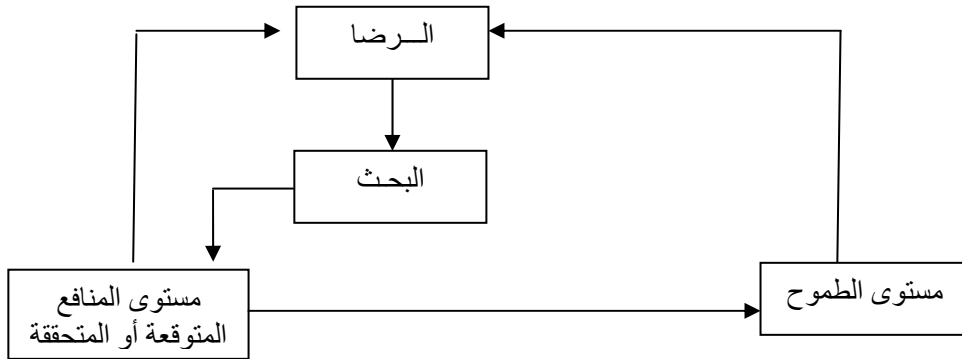 الـــرضا
البحـث
مستوى الطموح
مستوى المنافع
المتوقعة أو المتحققة